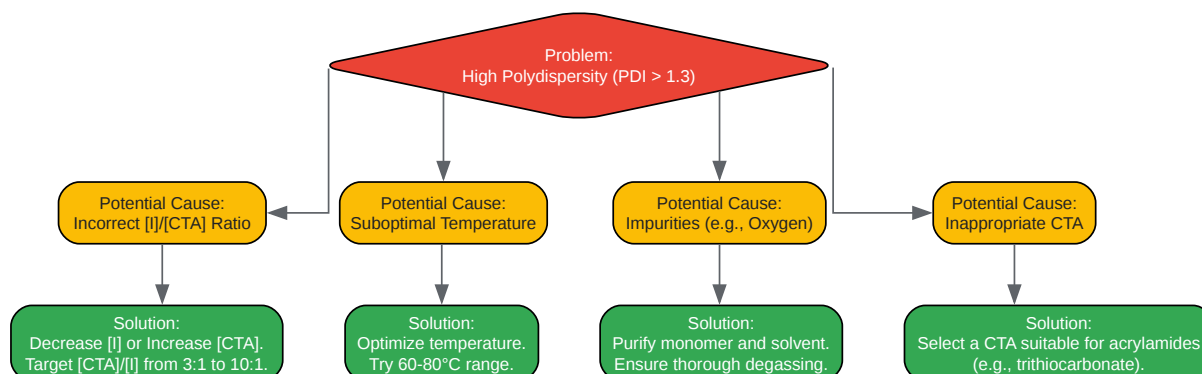 Problem:
High Polydispersity (PDI > 1.3)
Potential Cause:
Incorrect [I]/[CTA] Ratio
Potential Cause:
Suboptimal Temperature
Potential Cause:
Impurities (e.g., Oxygen)
Potential Cause:
Inappropriate CTA
Solution:
Decrease [I] or Increase [CTA].
Target [CTA]/[I] from 3:1 to 10:1.
Solution:
Optimize temperature.
Try 60-80°C range.
Solution:
Purify monomer and solvent.
Ensure thorough degassing.
Solution:
Select a CTA suitable for acrylamides
(e.g., trithiocarbonate).